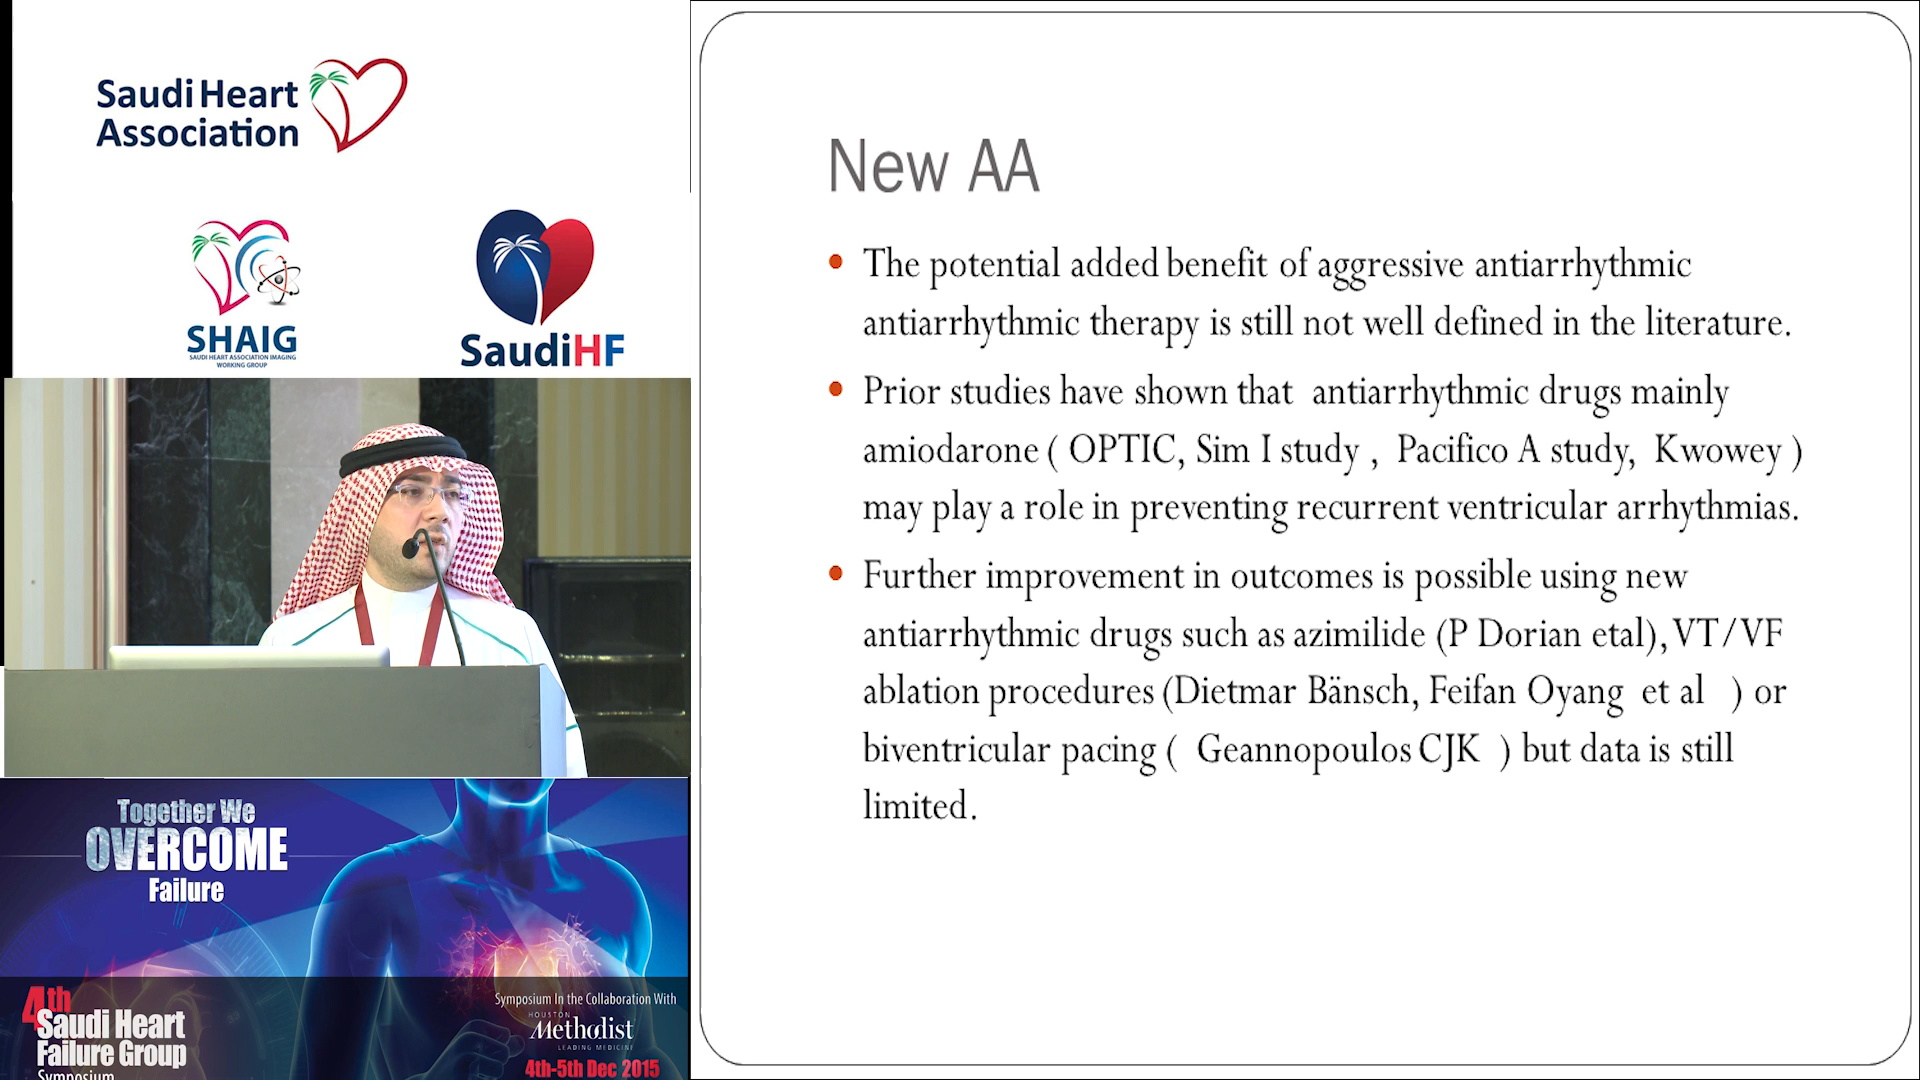 Saudi Heart
Association
SHAIG
SAUDI HEART ASSOCIATION IMAGING
WORKING GROUP
SaudiHF
Together We
OVERCOME
Failure
4th
Saudi Heart
Failure Group
Symposium
Symposium In the Collaboration With
HOUSTON
Methodist
LEADING MEDICINE
4th-5th Dec 2015
New AA
• The potential added benefit of aggressive antiarrhythmic
antiarrhythmic therapy is still not well defined in the literature.
• Prior studies have shown that antiarrhythmic drugs mainly
amiodarone ( OPTIC, Sim I study , Pacifico A study, Kwowey )
may play a role in preventing recurrent ventricular arrhythmias.
• Further improvement in outcomes is possible using new
antiarrhythmic drugs such as azimilide (P Dorian etal), VT/VF
ablation procedures (Dietmar Bänsch, Feifan Oyang et al ) or
biventricular pacing ( Geannopoulos CJK ) but data is still
limited.